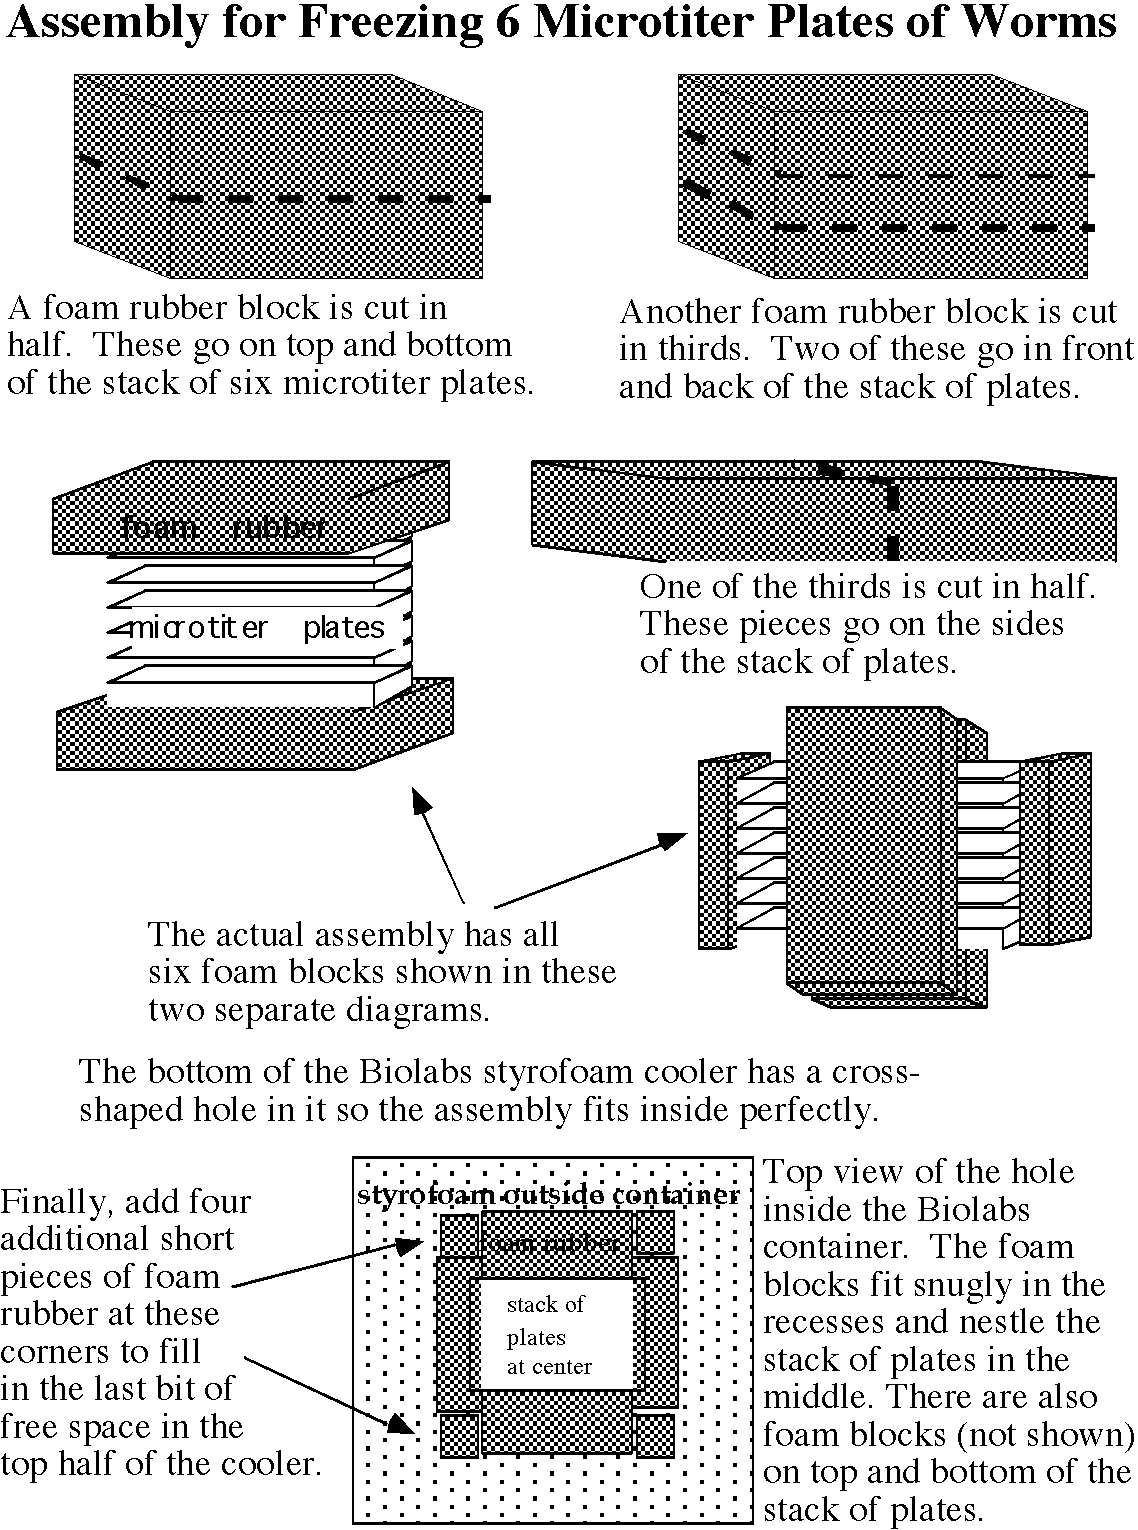 Assembly for Freezing 6 Microtiter Plates of Worms
A foam rubber block is cut in
half.  These go on top and bottom
of the stack of six microtiter plates.
Another foam rubber block is cut
in thirds.  Two of these go in front
and back of the stack of plates.
foam rubber
microtiter plates
One of the thirds is cut in half.
These pieces go on the sides
of the stack of plates.
The actual assembly has all
six foam blocks shown in these
two separate diagrams.
The bottom of the Biolabs styrofoam cooler has a cross-
shaped hole in it so the assembly fits inside perfectly.
Finally, add four
additional short
pieces of foam
rubber at these
corners to fill
in the last bit of
free space in the
top half of the cooler.
styrofoam outside container
foam rubber
stack of
plates
at center
Top view of the hole
inside the Biolabs
container.  The foam
blocks fit snugly in the
recesses and nestle the
stack of plates in the
middle. There are also
foam blocks (not shown)
on top and bottom of the
stack of plates.